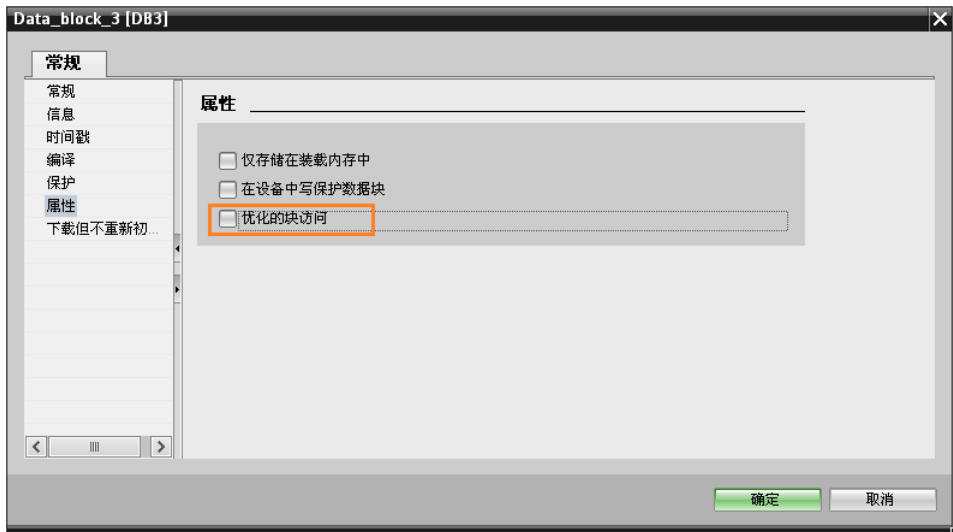 Data_block_3 [DB3]
常规
常规
信息
时间戳
编译
保护
属性
下载但不重新初...
属性
仅存储在装载内存中
在设备中写保护数据块
优化的块访问
确定
取消